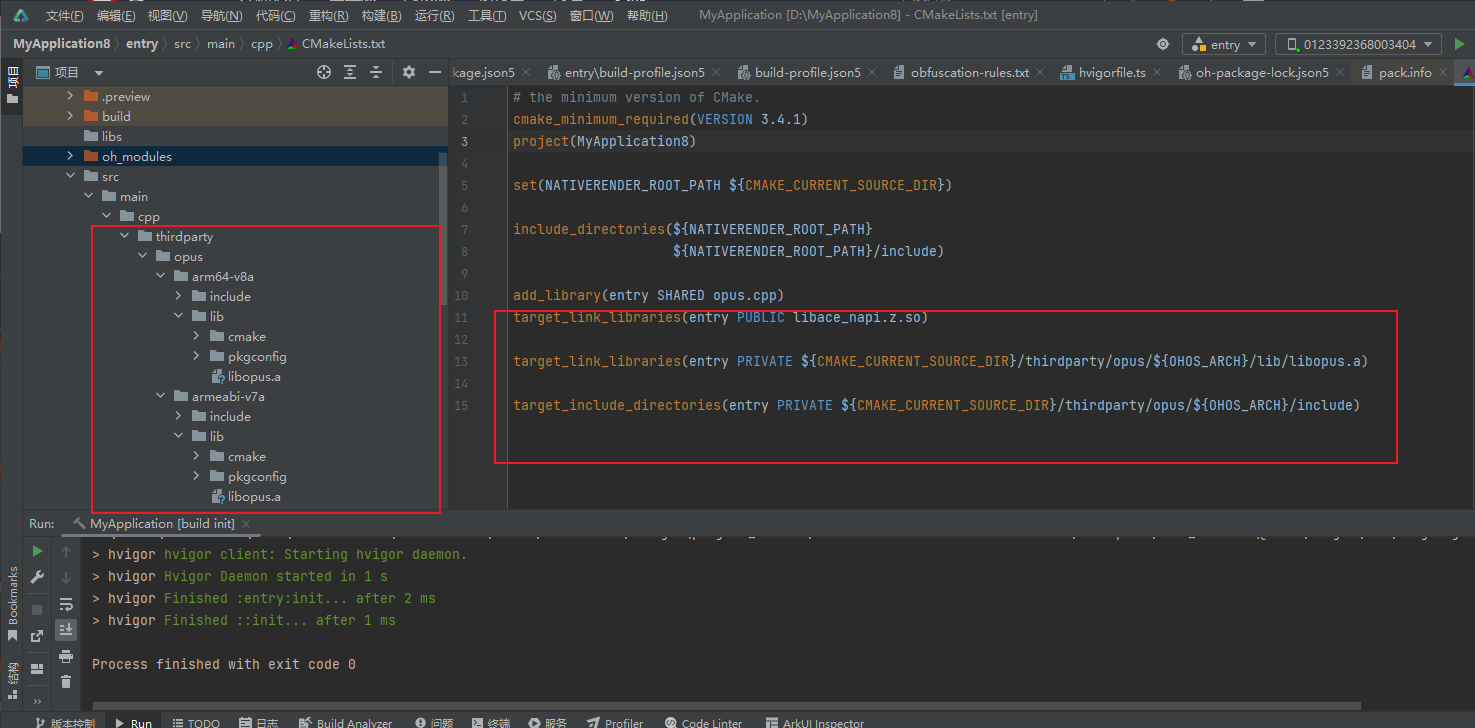 文件(F) 编辑(E) 视图(V) 导航(N) 代码(C) 重构(R) 构建(B) 运行(R) 工具(T) VCS(S) 窗口(W) 帮助(H) MyApplication [D:\MyApplication8] - CMakeLists.txt [entry]
MyApplication8 entry src main cpp CMakeLists.txt entry 0123392368003404
项目
项目 kage.json5 entry\build-profile.json5 build-profile.json5 obfuscation-rules.txt hvigorfile.ts oh-package-lock.json5 pack.info
.preview
build
libs
oh_modules
src
main
cpp
thirdparty
opus
arm64-v8a
include
lib
cmake
pkgconfig
libopus.a
armeabi-v7a
include
lib
cmake
pkgconfig
libopus.a
1 # the minimum version of CMake.
2 cmake_minimum_required(VERSION 3.4.1)
3 project(MyApplication8)
4
5 set(NATIVERENDER_ROOT_PATH ${CMAKE_CURRENT_SOURCE_DIR})
6
7 include_directories(${NATIVERENDER_ROOT_PATH}
8 ${NATIVERENDER_ROOT_PATH}/include)
9
10 add_library(entry SHARED opus.cpp)
11 target_link_libraries(entry PUBLIC libace_napi.z.so)
12
13 target_link_libraries(entry PRIVATE ${CMAKE_CURRENT_SOURCE_DIR}/thirdparty/opus/${OHOS_ARCH}/lib/libopus.a)
14
15 target_include_directories(entry PRIVATE ${CMAKE_CURRENT_SOURCE_DIR}/thirdparty/opus/${OHOS_ARCH}/include)
Run: MyApplication [build init]
> hvigor hvigor client: Starting hvigor daemon.
> hvigor Hvigor Daemon started in 1 s
> hvigor Finished :entry:init... after 2 ms
> hvigor Finished ::init... after 1 ms
Process finished with exit code 0
Bookmarks
结构
版本控制 Run TODO 日志 Build Analyzer 问题 终端 服务 Profiler Code Linter ArkUI Inspector